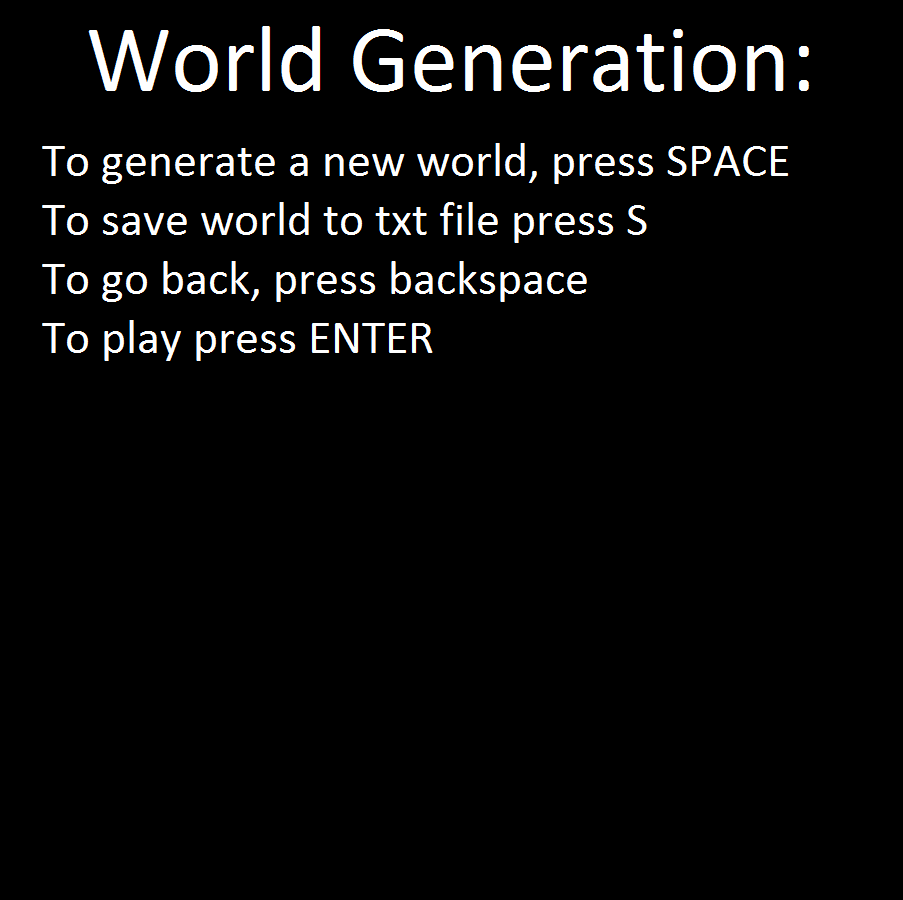 World Generation:
To generate a new world, press SPACE
To save world to txt file press S
To go back, press backspace
To play press ENTER